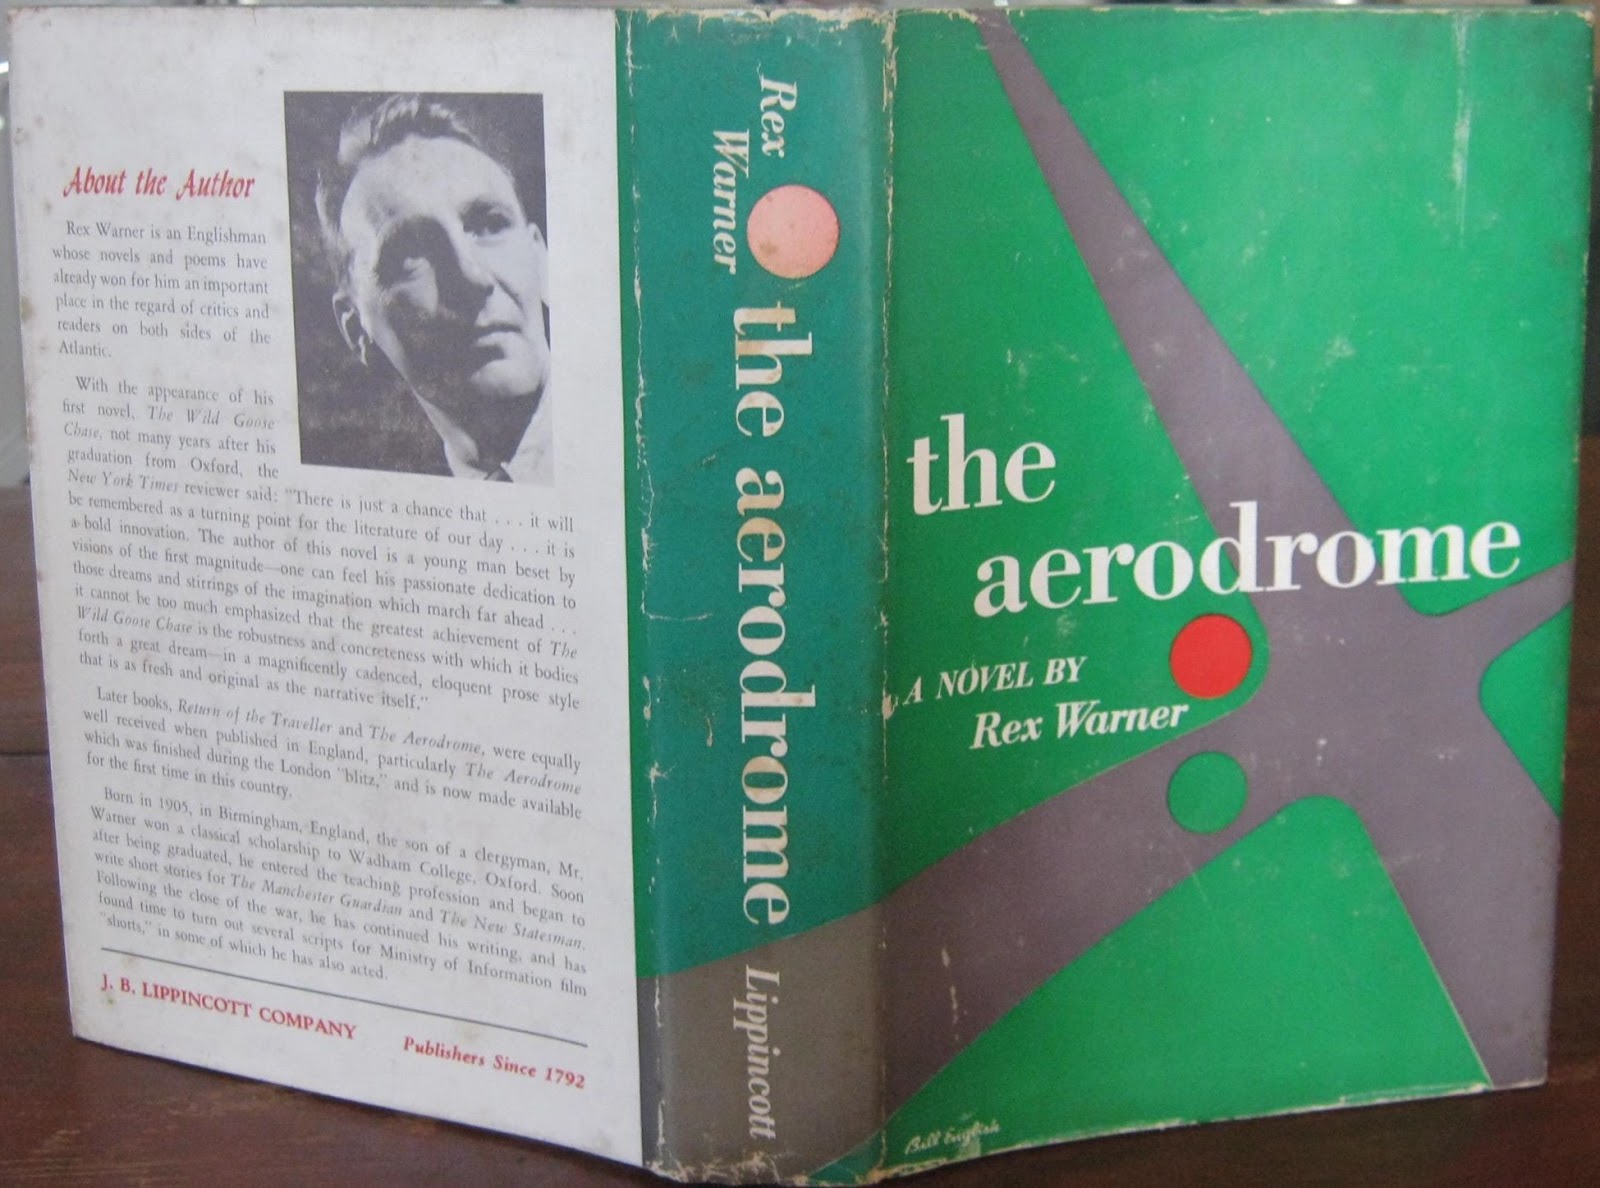 About the Author
Rex Warner is an Englishman
whose novels and poems have
already won for him an important
place in the regard of critics and
readers on both sides of the
Atlantic.
With the appearance of his
first novel, The Wild Goose
Chase, not many years after his
graduation from Oxford, the
New York Times reviewer said: "There is just a chance that . . . it will
be remembered as a turning point for the literature of our day . . . it is
a bold innovation. The author of this novel is a young man beset by
visions of the first magnitude—one can feel his passionate dedication to
those dreams and stirrings of the imagination which march far ahead . . .
it cannot be too much emphasized that the greatest achievement of The
Wild Goose Chase is the robustness and concreteness with which it bodies
forth a great dream—in a magnificently cadenced, eloquent prose style
that is as fresh and original as the narrative itself."
Later books, Return of the Traveller and The Aerodrome, were equally
well received when published in England, particularly The Aerodrome
which was finished during the London "blitz," and is now made available
for the first time in this country.
Born in 1905, in Birmingham, England, the son of a clergyman, Mr.
Warner won a classical scholarship to Wadham College, Oxford. Soon
after being graduated, he entered the teaching profession and began to
write short stories for The Manchester Guardian and The New Statesman.
Following the close of the war, he has continued his writing, and has
found time to turn out several scripts for Ministry of Information film
"shorts," in some of which he has also acted.
J. B. LIPPINCOTT COMPANY
Publishers Since 1792
Rex
Warner
the aerodrome
Lippincott
the
aerodrome
A NOVEL BY
Rex Warner
Bill English